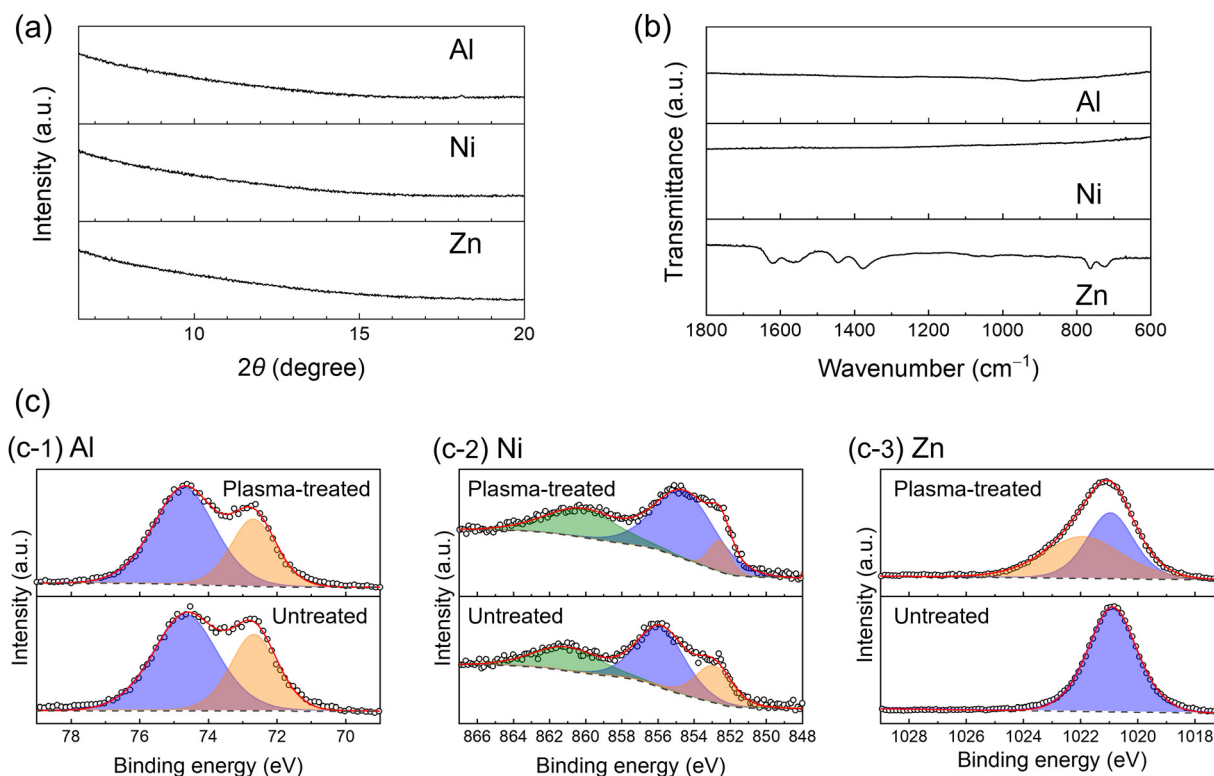 (a)
Al
Ni
Zn
Intensity (a.u.)
10 15 20
2θ (degree)
(b)
Al
Ni
Zn
Transmittance (a.u.)
1800 1600 1400 1200 1000 800 600
Wavenumber (cm⁻¹)
(c)
(c-1) Al
Plasma-treated
Untreated
Intensity (a.u.)
78 76 74 72 70
Binding energy (eV)
(c-2) Ni
Plasma-treated
Untreated
Intensity (a.u.)
866 864 862 860 858 856 854 852 850 848
Binding energy (eV)
(c-3) Zn
Plasma-treated
Untreated
Intensity (a.u.)
1028 1026 1024 1022 1020 1018
Binding energy (eV)